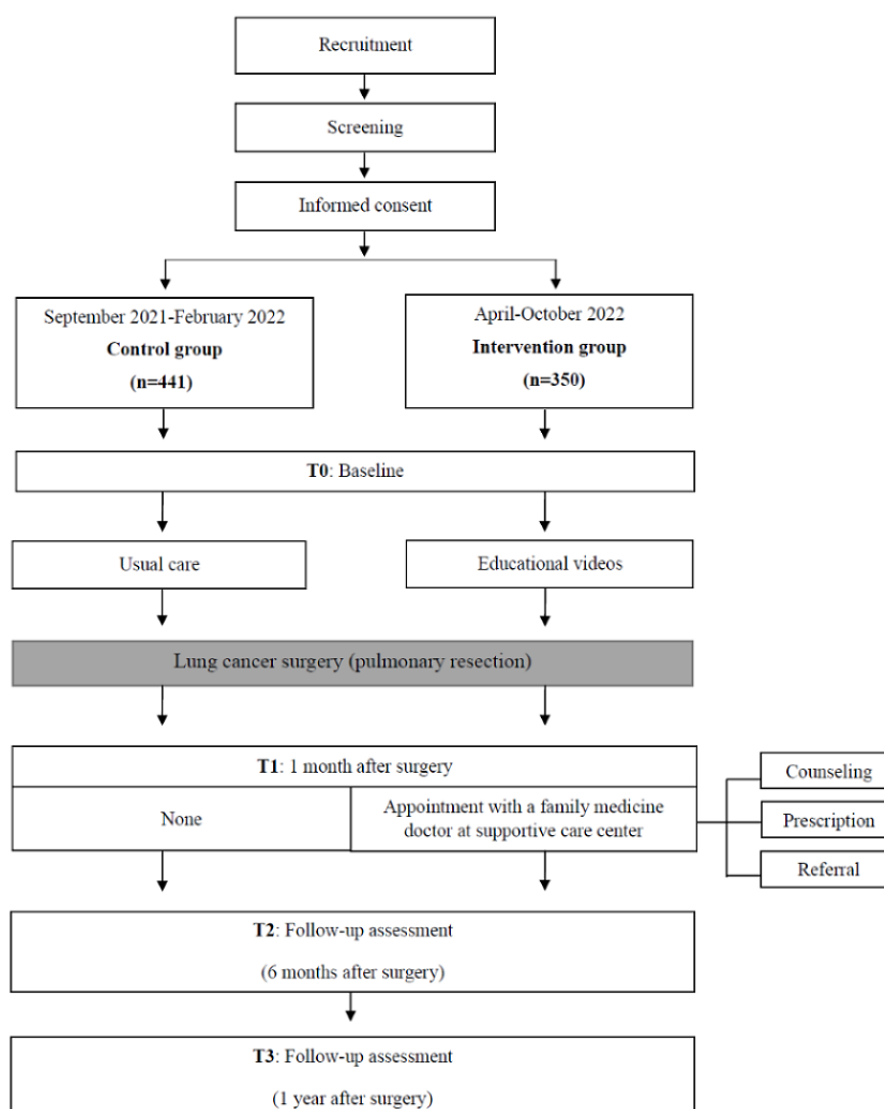 Recruitment
Screening
Informed consent
September 2021-February 2022
Control group
(n=441)
April-October 2022
Intervention group
(n=350)
T0: Baseline
Usual care
Educational videos
Lung cancer surgery (pulmonary resection)
T1: 1 month after surgery
None
Appointment with a family medicine
doctor at supportive care center
Counseling
Prescription
Referral
T2: Follow-up assessment
(6 months after surgery)
T3: Follow-up assessment
(1 year after surgery)